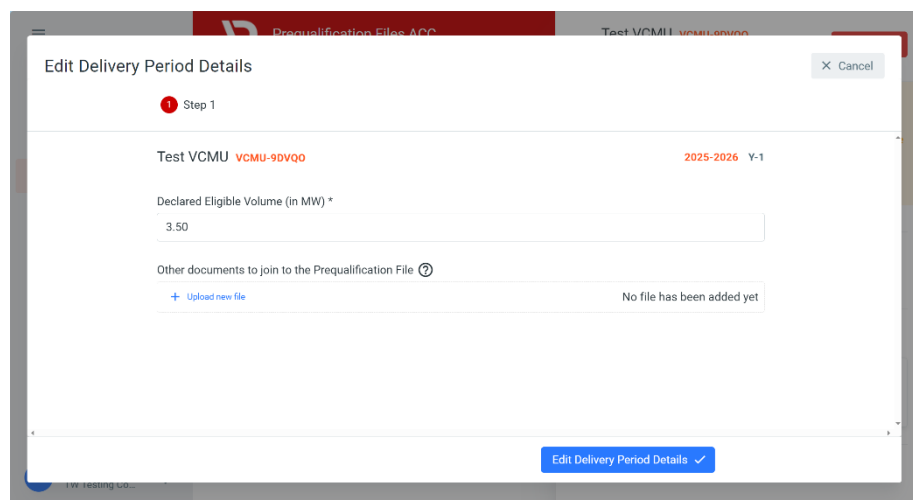 Prequalification Files ACC
Test VCMU VCMU-9DVQO
Edit Delivery Period Details
Cancel
1 Step 1
Test VCMU VCMU-9DVQO
2025-2026 Y-1
Declared Eligible Volume (in MW) *
3.50
Other documents to join to the Prequalification File ?
+ Upload new file
No file has been added yet
Edit Delivery Period Details
TW Testing Co...